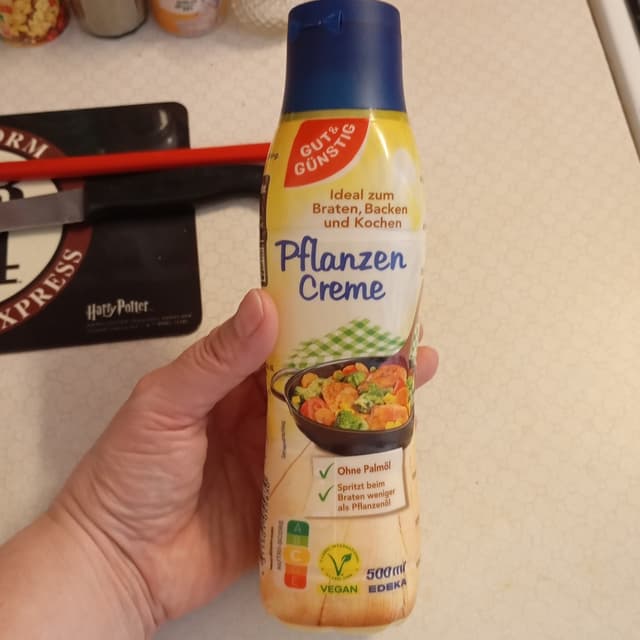 GUT&
GÜNSTIG
Ideal zum
Braten, Backen
und Kochen
Pflanzen
Creme
Ohne Palmöl
Spritzt beim
Braten weniger
als Pflanzenöl
A
C
VEGAN
500 ml
EDEKA
ORM
EXPRESS
Harry Potter